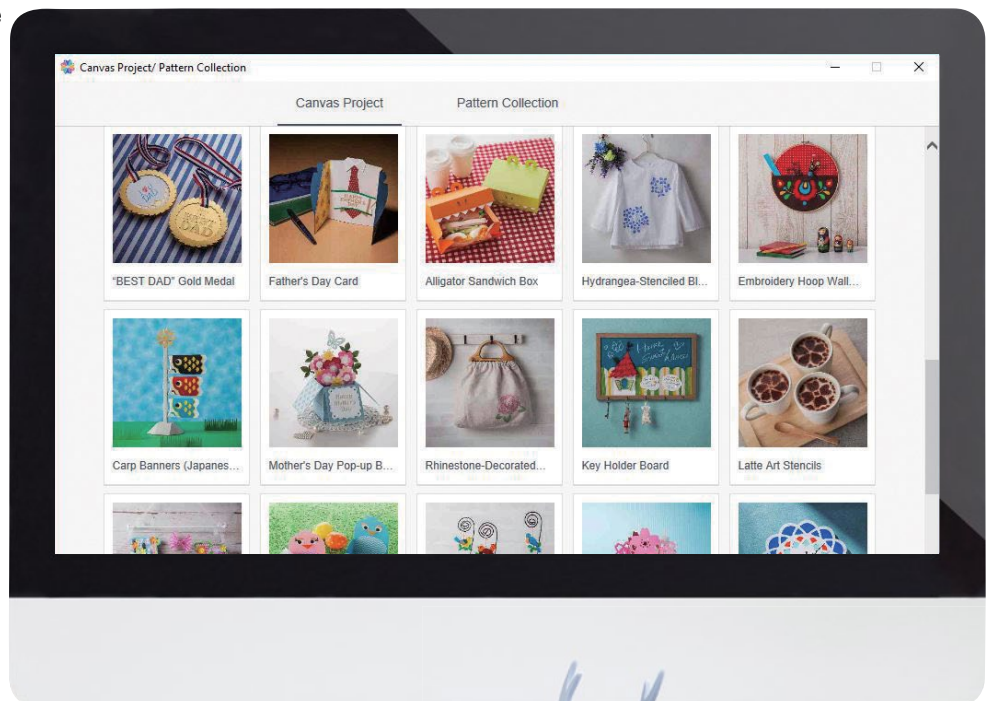 Canvas Project/ Pattern Collection
Canvas Project
Pattern Collection
"BEST DAD" Gold Medal
Father's Day Card
Alligator Sandwich Box
Hydrangea-Stenciled Bl...
Embroidery Hoop Wall...
Carp Banners (Japanes...
Mother's Day Pop-up B...
Rhinestone-Decorated...
Key Holder Board
Latte Art Stencils